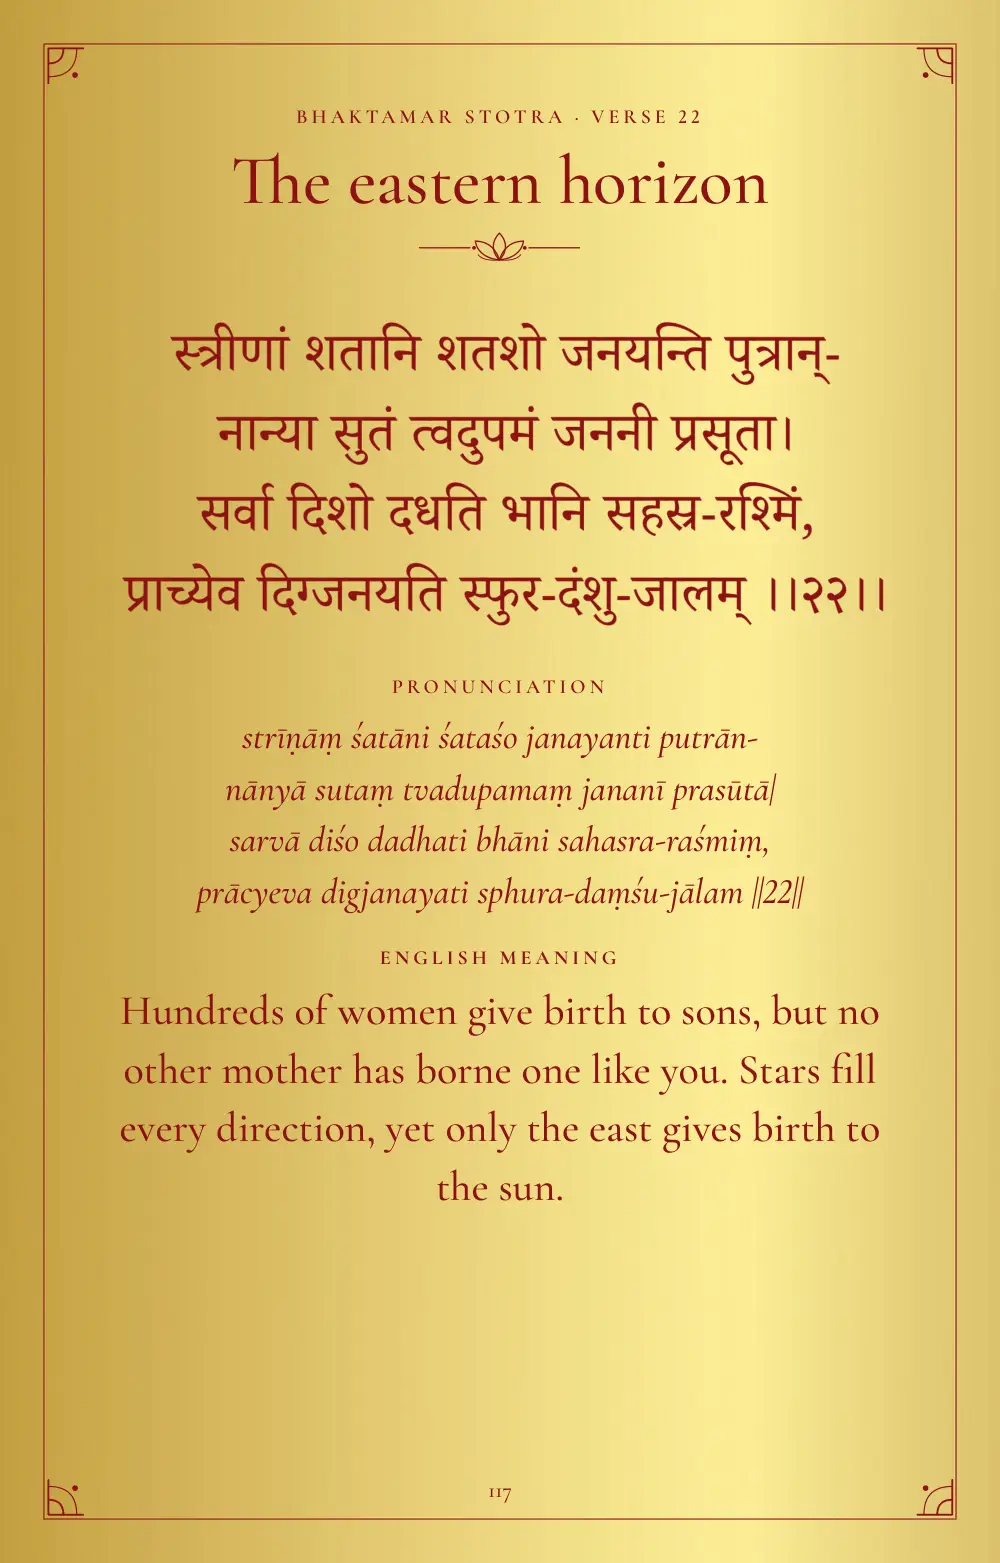 BHAKTAMAR STOTRA · VERSE 22
The eastern horizon
स्त्रीणां शतानि शतशो जनयन्ति पुत्रान्-
नान्या सुतं त्वदुपमं जननी प्रसूता।
सर्वा दिशो दधति भानि सहस्र-रश्मिं,
प्राच्येव दिग्जनयति स्फुर-दंशु-जालम् ।।२२।।
PRONUNCIATION
strīṇāṃ śatāni śataśo janayanti putrān-
nānyā sutaṃ tvadupamaṃ jananī prasūtā|
sarvā diśo dadhati bhāni sahasra-raśmiṃ,
prācyeva digjanayati sphura-daṃśu-jālam ||22||
ENGLISH MEANING
Hundreds of women give birth to sons, but no
other mother has borne one like you. Stars fill
every direction, yet only the east gives birth to
the sun.
117